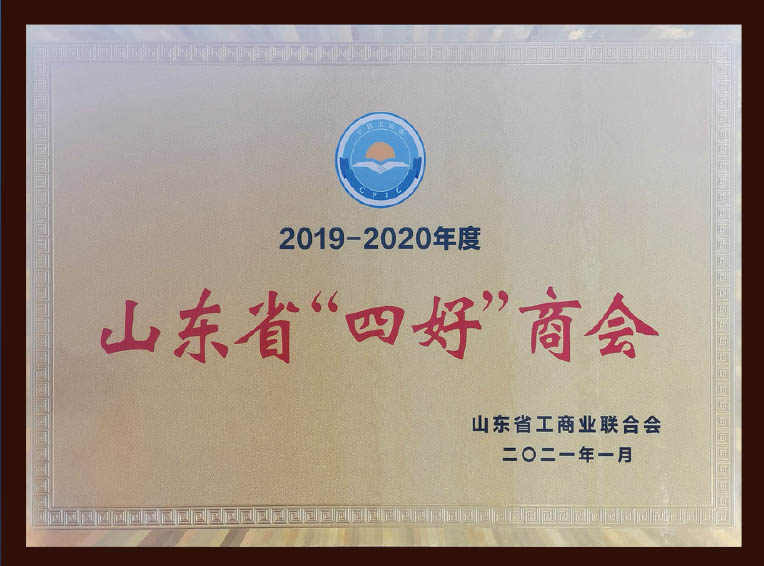 2019-2020年度
山东省“四好”商会
山东省工商业联合会
二〇二一年一月